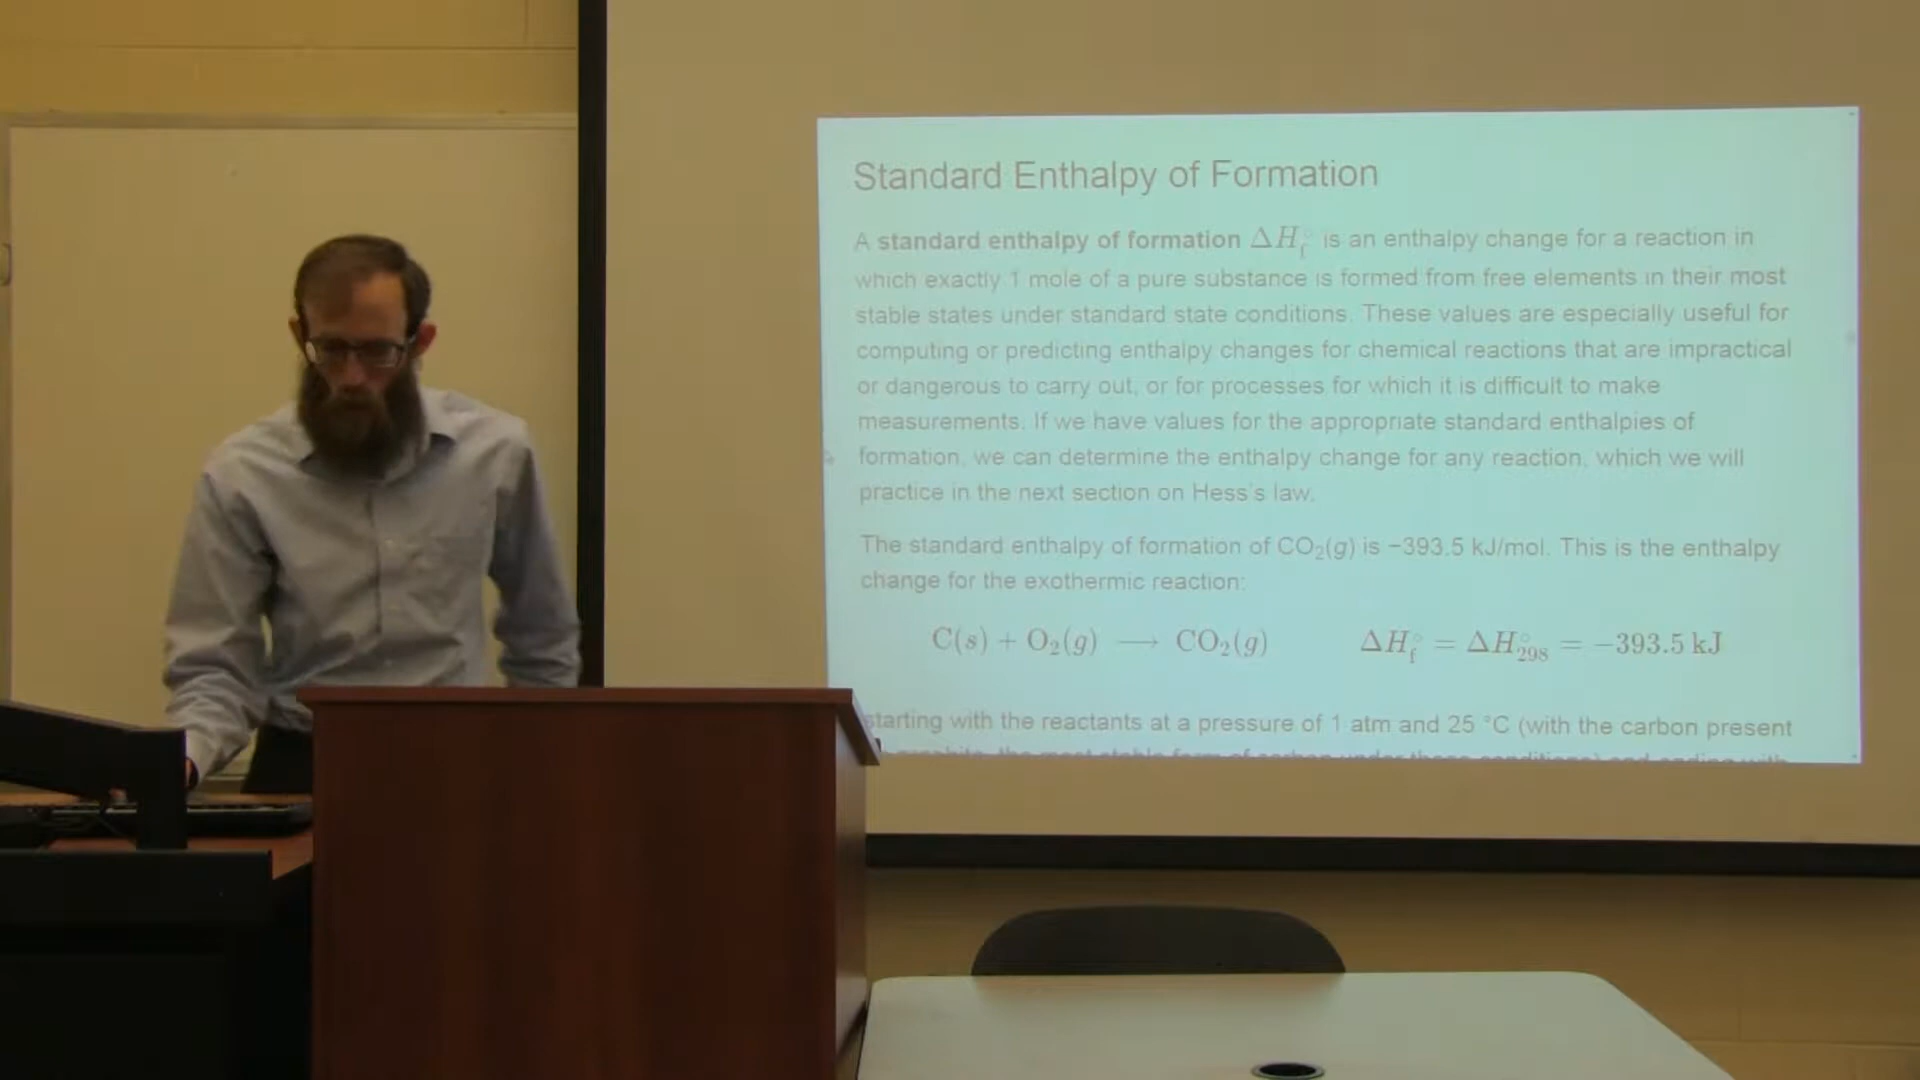 Standard Enthalpy of Formation
A standard enthalpy of formation ΔH°f is an enthalpy change for a reaction in
which exactly 1 mole of a pure substance is formed from free elements in their most
stable states under standard state conditions. These values are especially useful for
computing or predicting enthalpy changes for chemical reactions that are impractical
or dangerous to carry out, or for processes for which it is difficult to make
measurements. If we have values for the appropriate standard enthalpies of
formation, we can determine the enthalpy change for any reaction, which we will
practice in the next section on Hess's law.
The standard enthalpy of formation of CO₂(g) is −393.5 kJ/mol. This is the enthalpy
change for the exothermic reaction:
C(s) + O₂(g) ⟶ CO₂(g) ΔH°f = ΔH°298 = −393.5 kJ
starting with the reactants at a pressure of 1 atm and 25 °C (with the carbon present